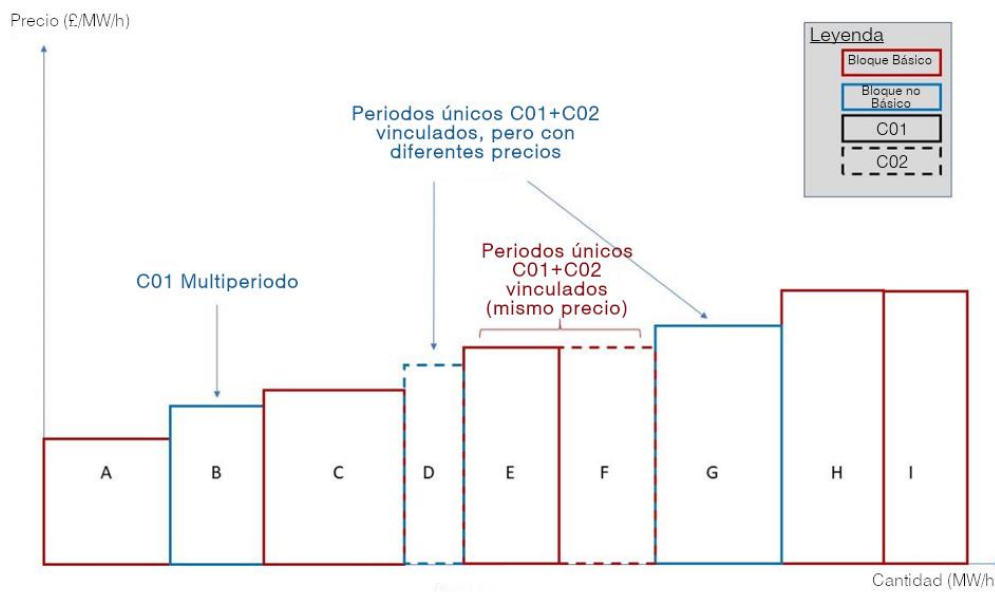 Precio (£/MW/h)
Leyenda
Bloque Básico
Bloque no
Básico
C01
C02
Periodos únicos C01+C02
vinculados, pero con
diferentes precios
Periodos únicos
C01+C02
vinculados
(mismo precio)
C01 Multiperiodo
A
B
C
D
E
F
G
H
I
Cantidad (MW/h